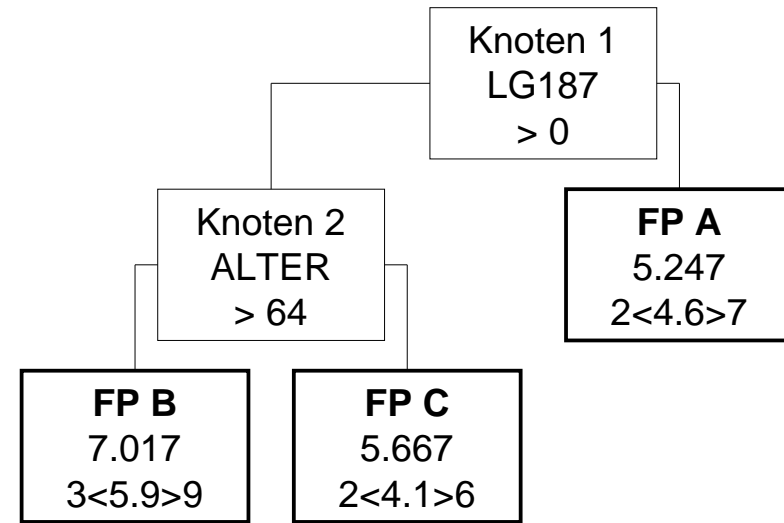 Knoten 1
LG187
> 0
Knoten 2
ALTER
> 64
FP A
5.247
2<4.6>7
FP B
7.017
3<5.9>9
FP C
5.667
2<4.1>6